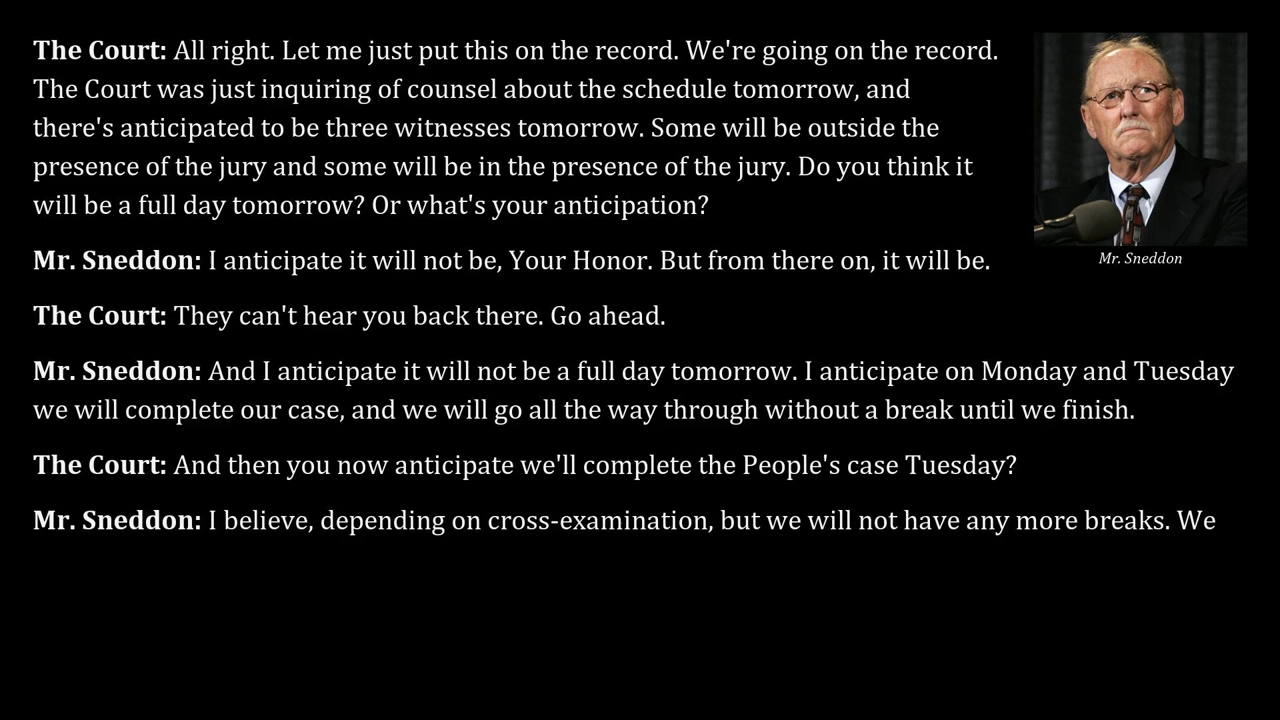 The Court: All right. Let me just put this on the record. We're going on the record.
The Court was just inquiring of counsel about the schedule tomorrow, and
there's anticipated to be three witnesses tomorrow. Some will be outside the
presence of the jury and some will be in the presence of the jury. Do you think it
will be a full day tomorrow? Or what's your anticipation?
Mr. Sneddon
Mr. Sneddon: I anticipate it will not be, Your Honor. But from there on, it will be.
The Court: They can't hear you back there. Go ahead.
Mr. Sneddon: And I anticipate it will not be a full day tomorrow. I anticipate on Monday and Tuesday
we will complete our case, and we will go all the way through without a break until we finish.
The Court: And then you now anticipate we'll complete the People's case Tuesday?
Mr. Sneddon: I believe, depending on cross-examination, but we will not have any more breaks. We